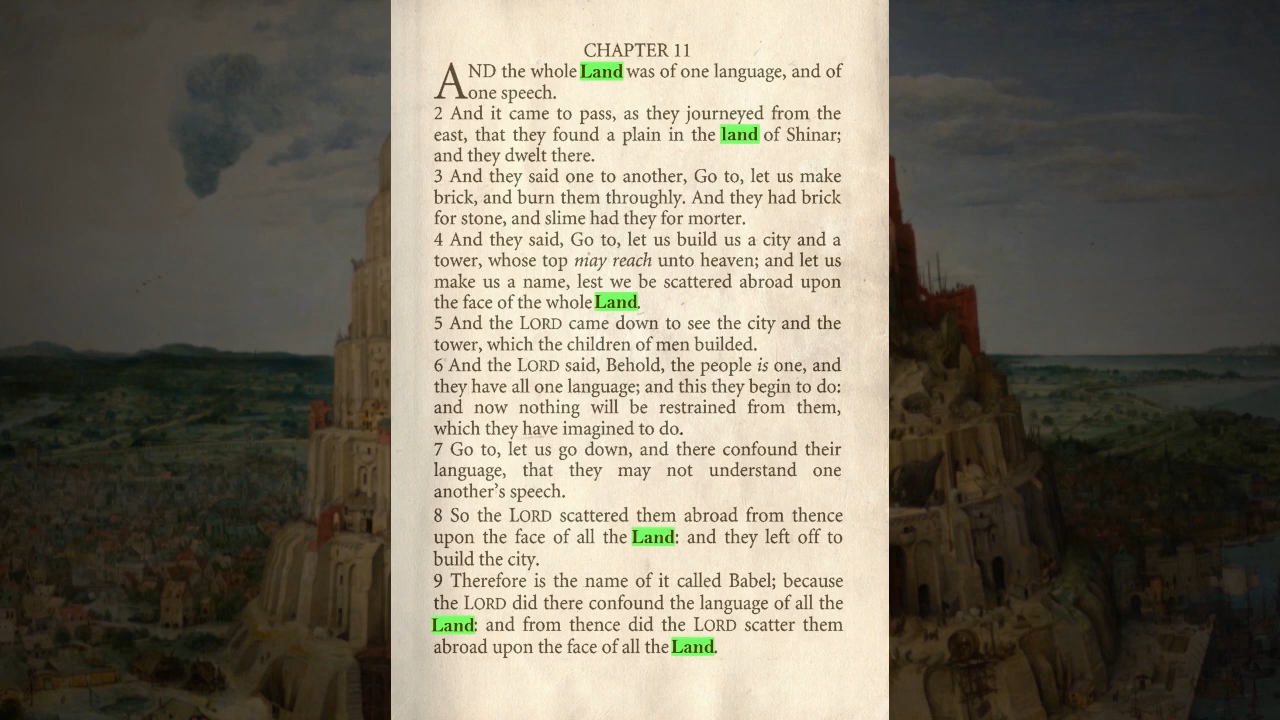 CHAPTER 11
AND the whole Land was of one language, and of
one speech.
2 And it came to pass, as they journeyed from the
east, that they found a plain in the land of Shinar;
and they dwelt there.
3 And they said one to another, Go to, let us make
brick, and burn them throughly. And they had brick
for stone, and slime had they for morter.
4 And they said, Go to, let us build us a city and a
tower, whose top may reach unto heaven; and let us
make us a name, lest we be scattered abroad upon
the face of the whole Land.
5 And the LORD came down to see the city and the
tower, which the children of men builded.
6 And the LORD said, Behold, the people is one, and
they have all one language; and this they begin to do:
and now nothing will be restrained from them,
which they have imagined to do.
7 Go to, let us go down, and there confound their
language, that they may not understand one
another’s speech.
8 So the LORD scattered them abroad from thence
upon the face of all the Land: and they left off to
build the city.
9 Therefore is the name of it called Babel; because
the LORD did there confound the language of all the
Land: and from thence did the LORD scatter them
abroad upon the face of all the Land.